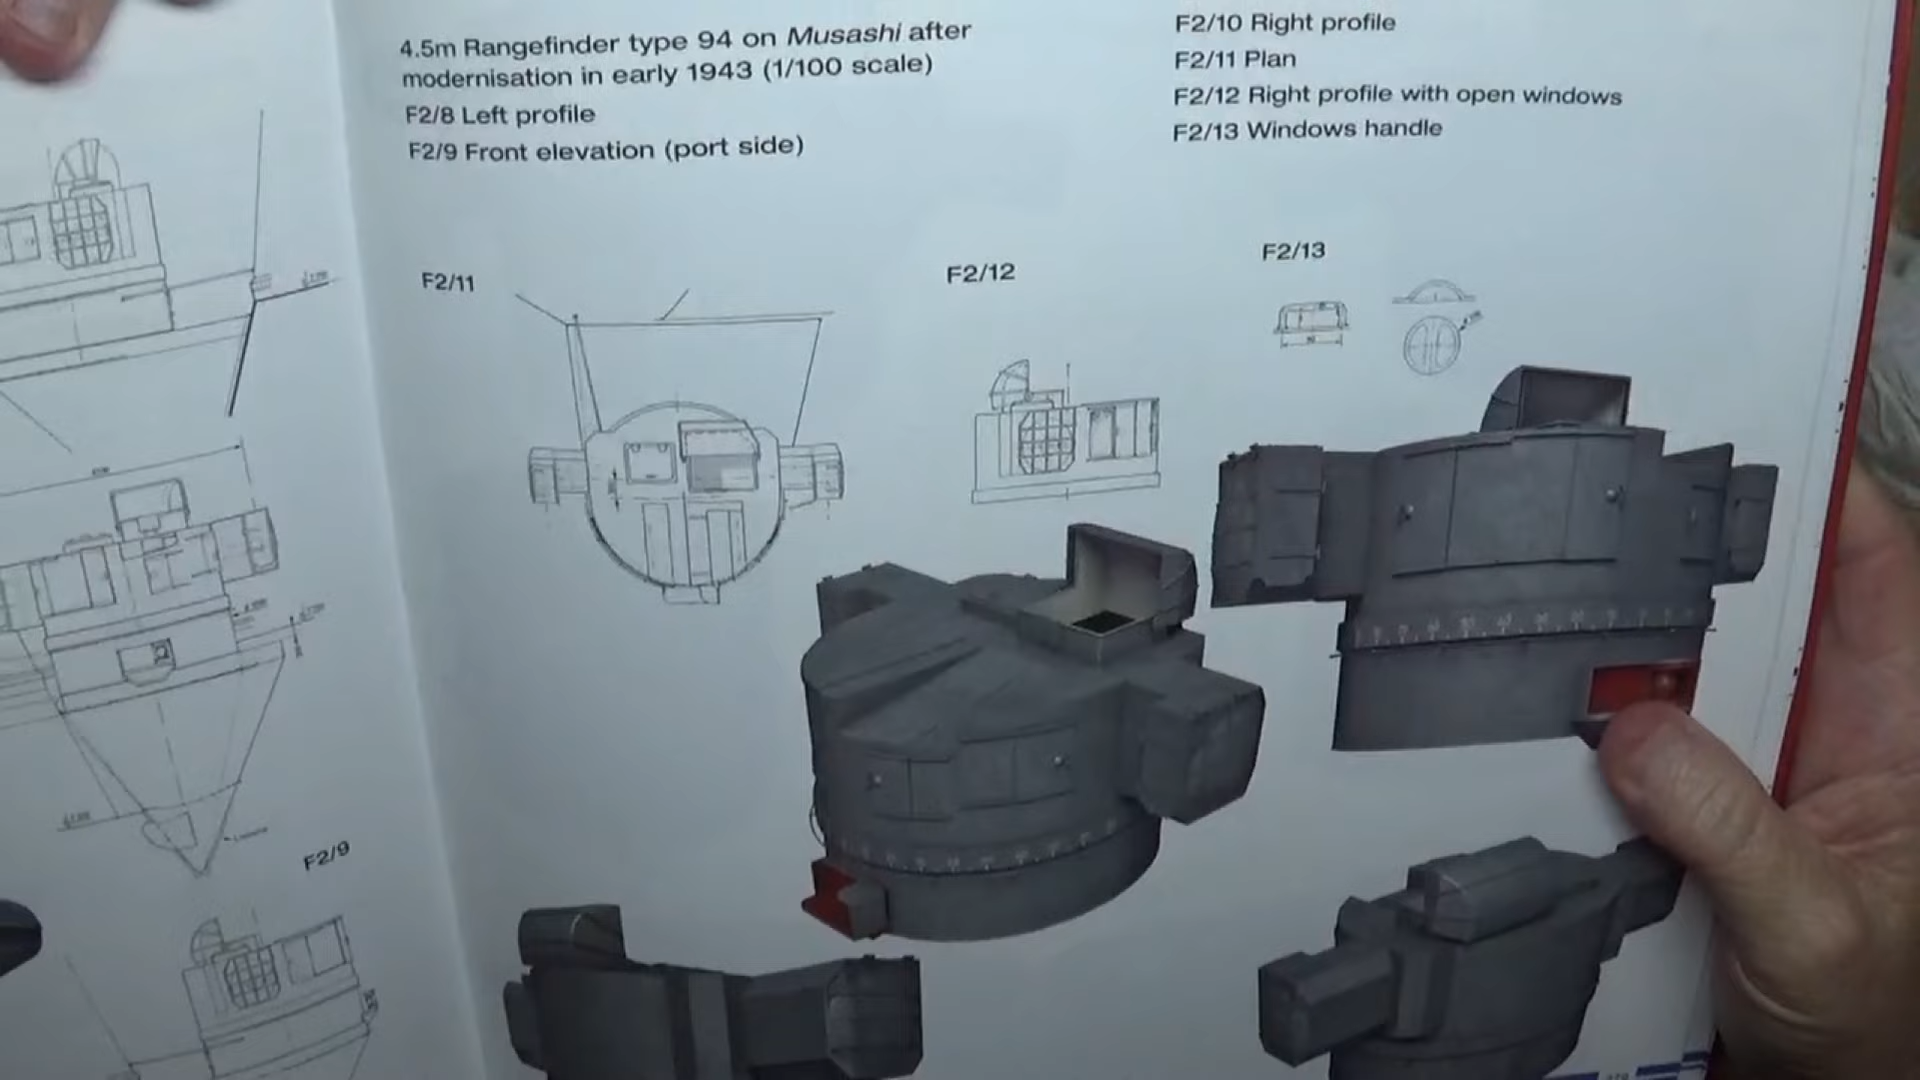 4.5m Rangefinder type 94 on Musashi after
modernisation in early 1943 (1/100 scale)
F2/8 Left profile
F2/9 Front elevation (port side)
F2/10 Right profile
F2/11 Plan
F2/12 Right profile with open windows
F2/13 Windows handle
F2/11
F2/12
F2/13
F2/9